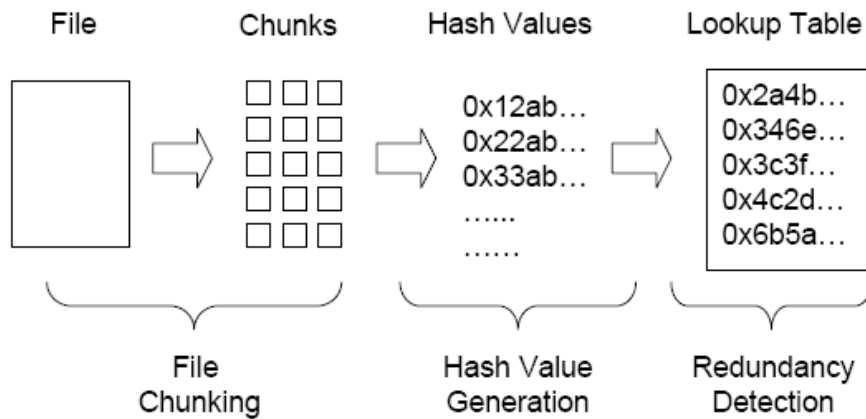 File
Chunks
Hash Values
Lookup Table
0x12ab...
0x22ab...
0x33ab...
......
......
0x2a4b...
0x346e...
0x3c3f...
0x4c2d...
0x6b5a...
File
Chunking
Hash Value
Generation
Redundancy
Detection